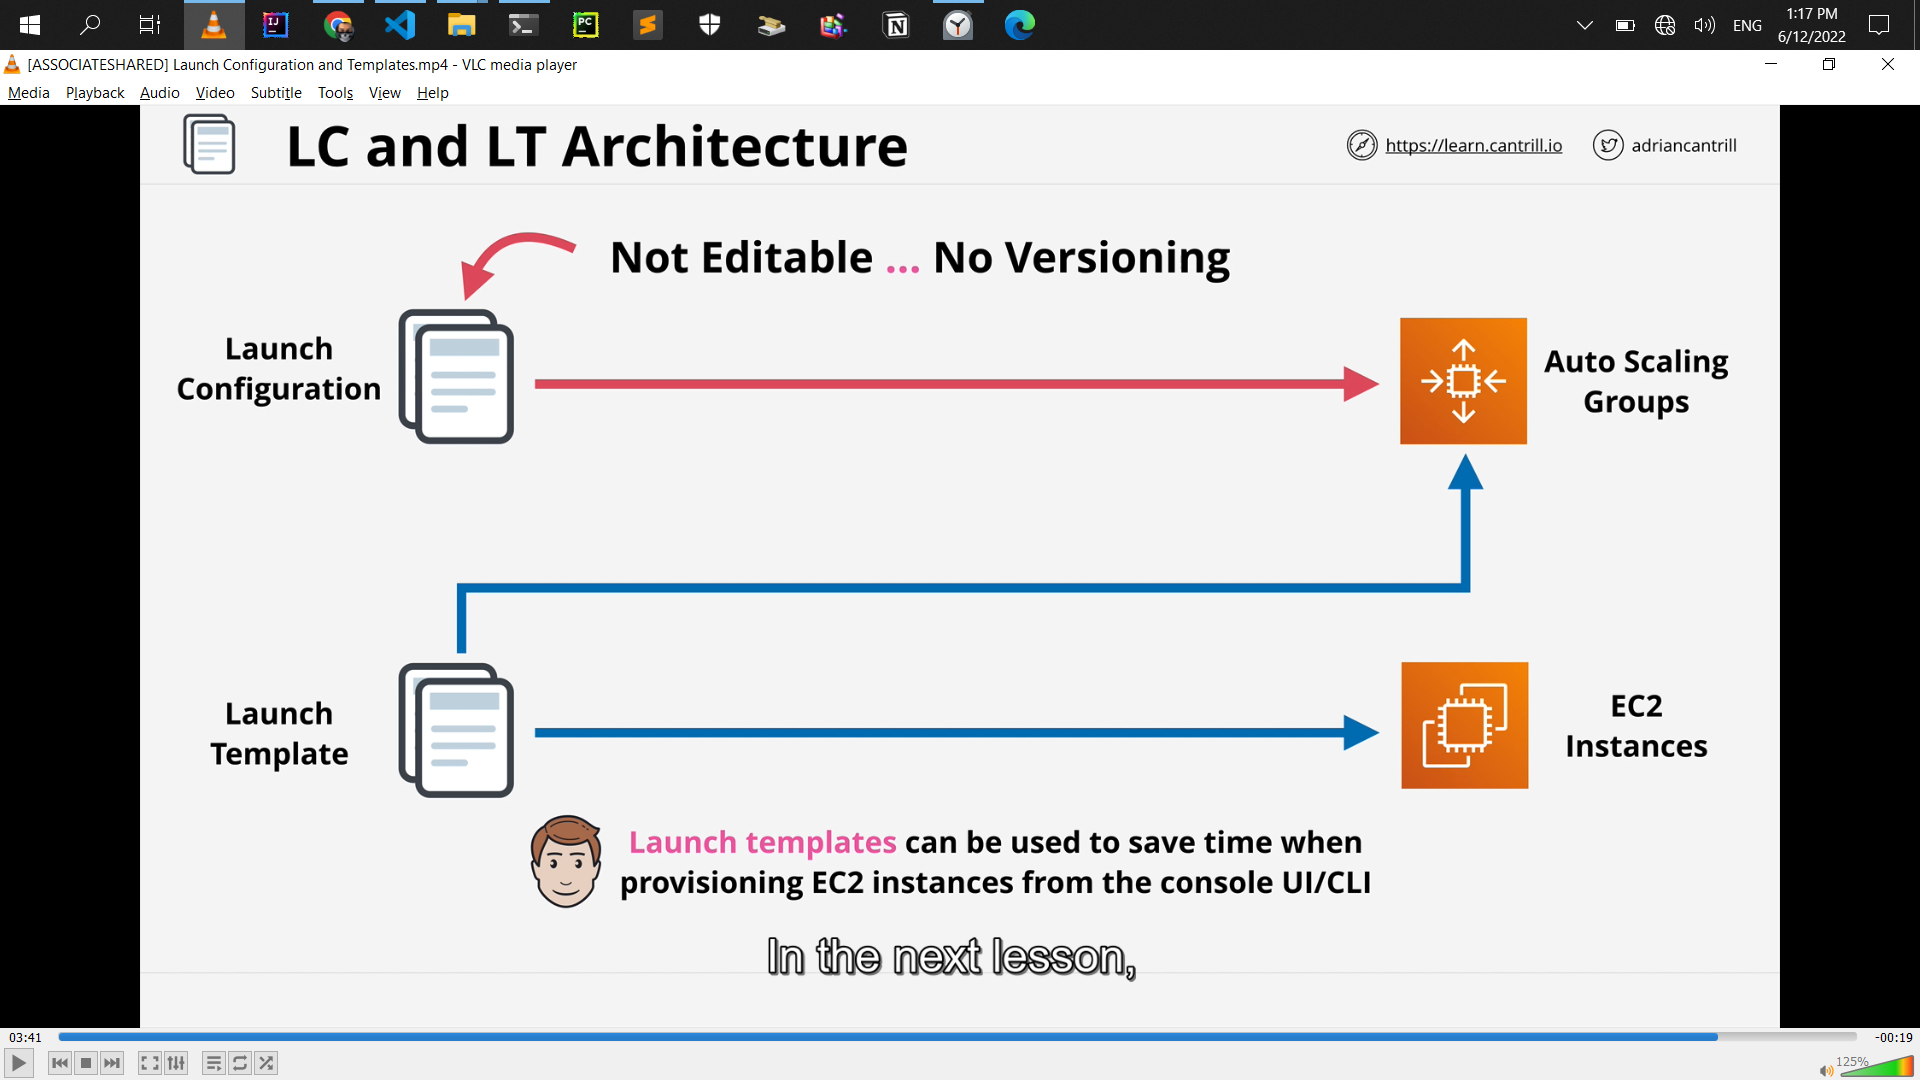 ENG
1:17 PM
6/12/2022
[ASSOCIATESHARED] Launch Configuration and Templates.mp4 - VLC media player
Media Playback Audio Video Subtitle Tools View Help
LC and LT Architecture
https://learn.cantrill.io
adriancantrill
Not Editable ... No Versioning
Launch
Configuration
Auto Scaling
Groups
Launch
Template
EC2
Instances
Launch templates can be used to save time when
provisioning EC2 instances from the console UI/CLI
In the next lesson,
03:41
-00:19
125%
IJ
PC